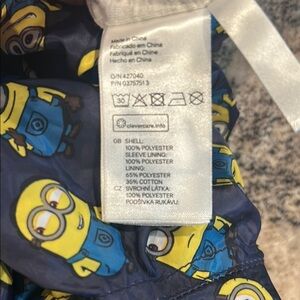 Made in China
Fabricado em China
Fabriqué en Chine
Hecho en China
O/N 427040
P/N 03757513
30
clevercare.info
GB SHELL:
100% POLYESTER
SLEEVE LINING:
100% POLYESTER
LINING:
65% POLYESTER
35% COTTON
CZ SVRCHNÍ LÁTKA:
100% POLYESTER
PODŠÍVKA RUKÁVU: